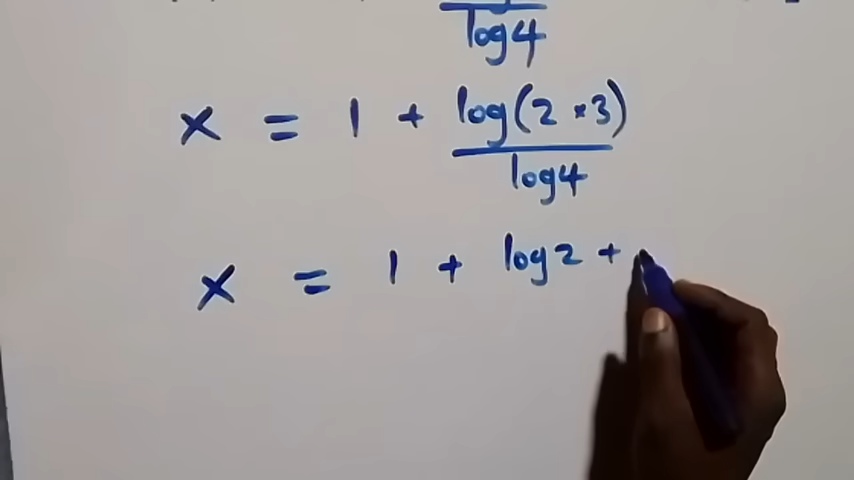 log4
x = 1 + log(2 × 3)
log4
x = 1 + log2 +